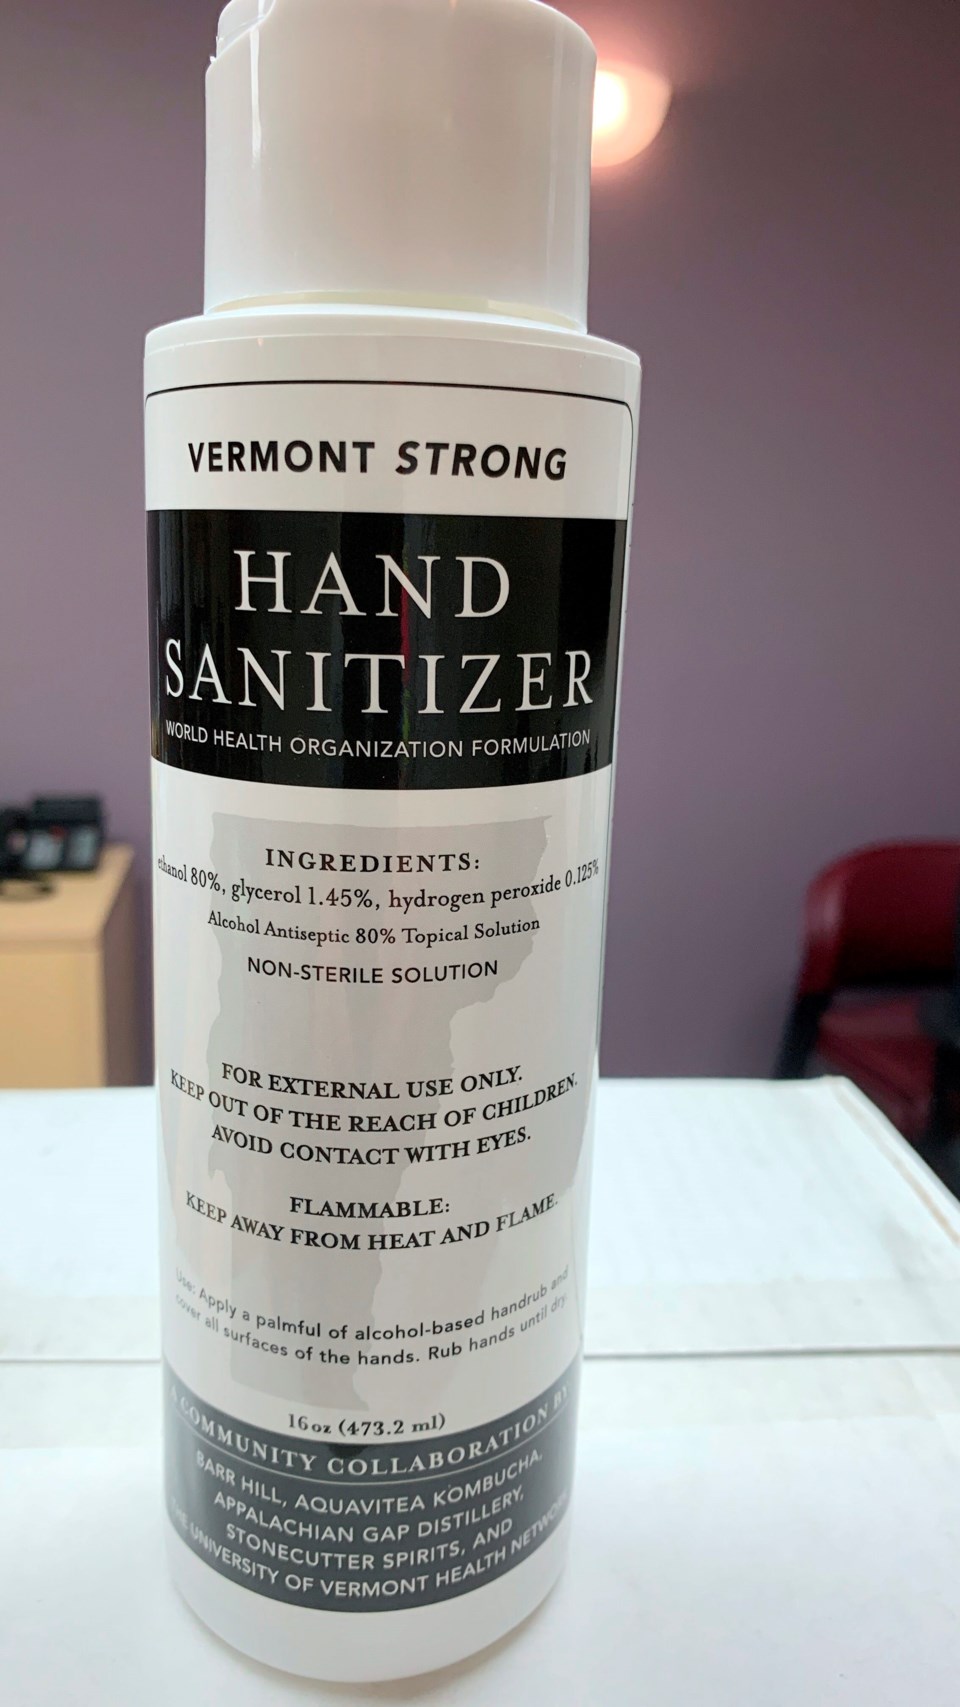 VERMONT STRONG
HAND
SANITIZER
WORLD HEALTH ORGANIZATION FORMULATION
INGREDIENTS:
ethanol 80%, glycerol 1.45%, hydrogen peroxide 0.125%
Alcohol Antiseptic 80% Topical Solution
NON-STERILE SOLUTION
FOR EXTERNAL USE ONLY.
KEEP OUT OF THE REACH OF CHILDREN.
AVOID CONTACT WITH EYES.
FLAMMABLE:
KEEP AWAY FROM HEAT AND FLAME.
Use: Apply a palmful of alcohol-based handrub and
cover all surfaces of the hands. Rub hands until dry.
16oz (473.2 ml)
A COMMUNITY COLLABORATION BY
BARR HILL, AQUAVITEA KOMBUCHA,
APPALACHIAN GAP DISTILLERY,
STONECUTTER SPIRITS, AND
THE UNIVERSITY OF VERMONT HEALTH NETWORK